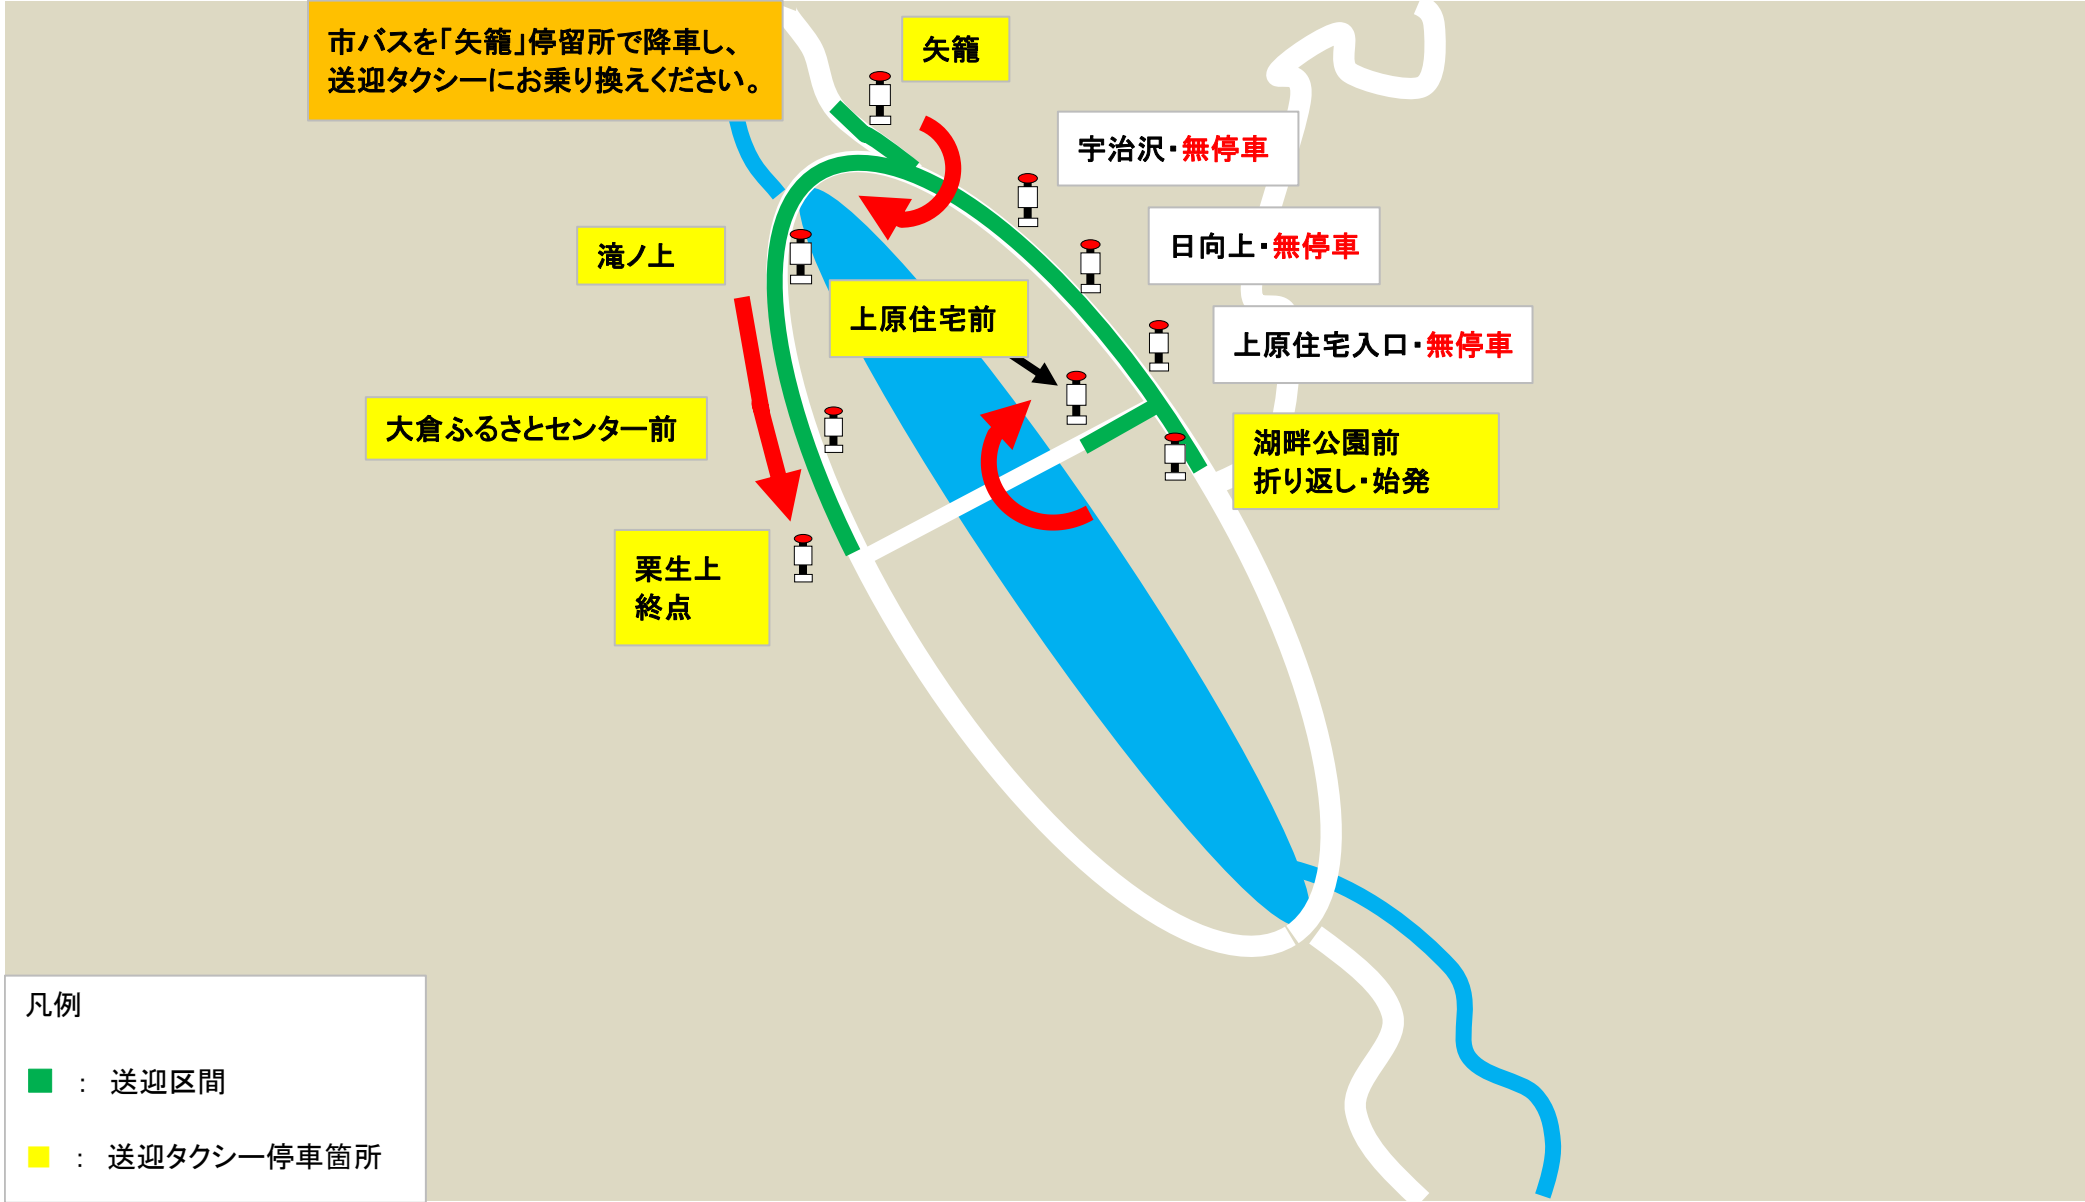 市バスを「矢籠」停留所で降車し、
送迎タクシーにお乗り換えください。
矢籠
宇治沢・無停車
日向上・無停車
滝ノ上
上原住宅前
上原住宅入口・無停車
大倉ふるさとセンター前
湖畔公園前
折り返し・始発
栗生上
終点
凡例
： 送迎区間
： 送迎タクシー停車箇所